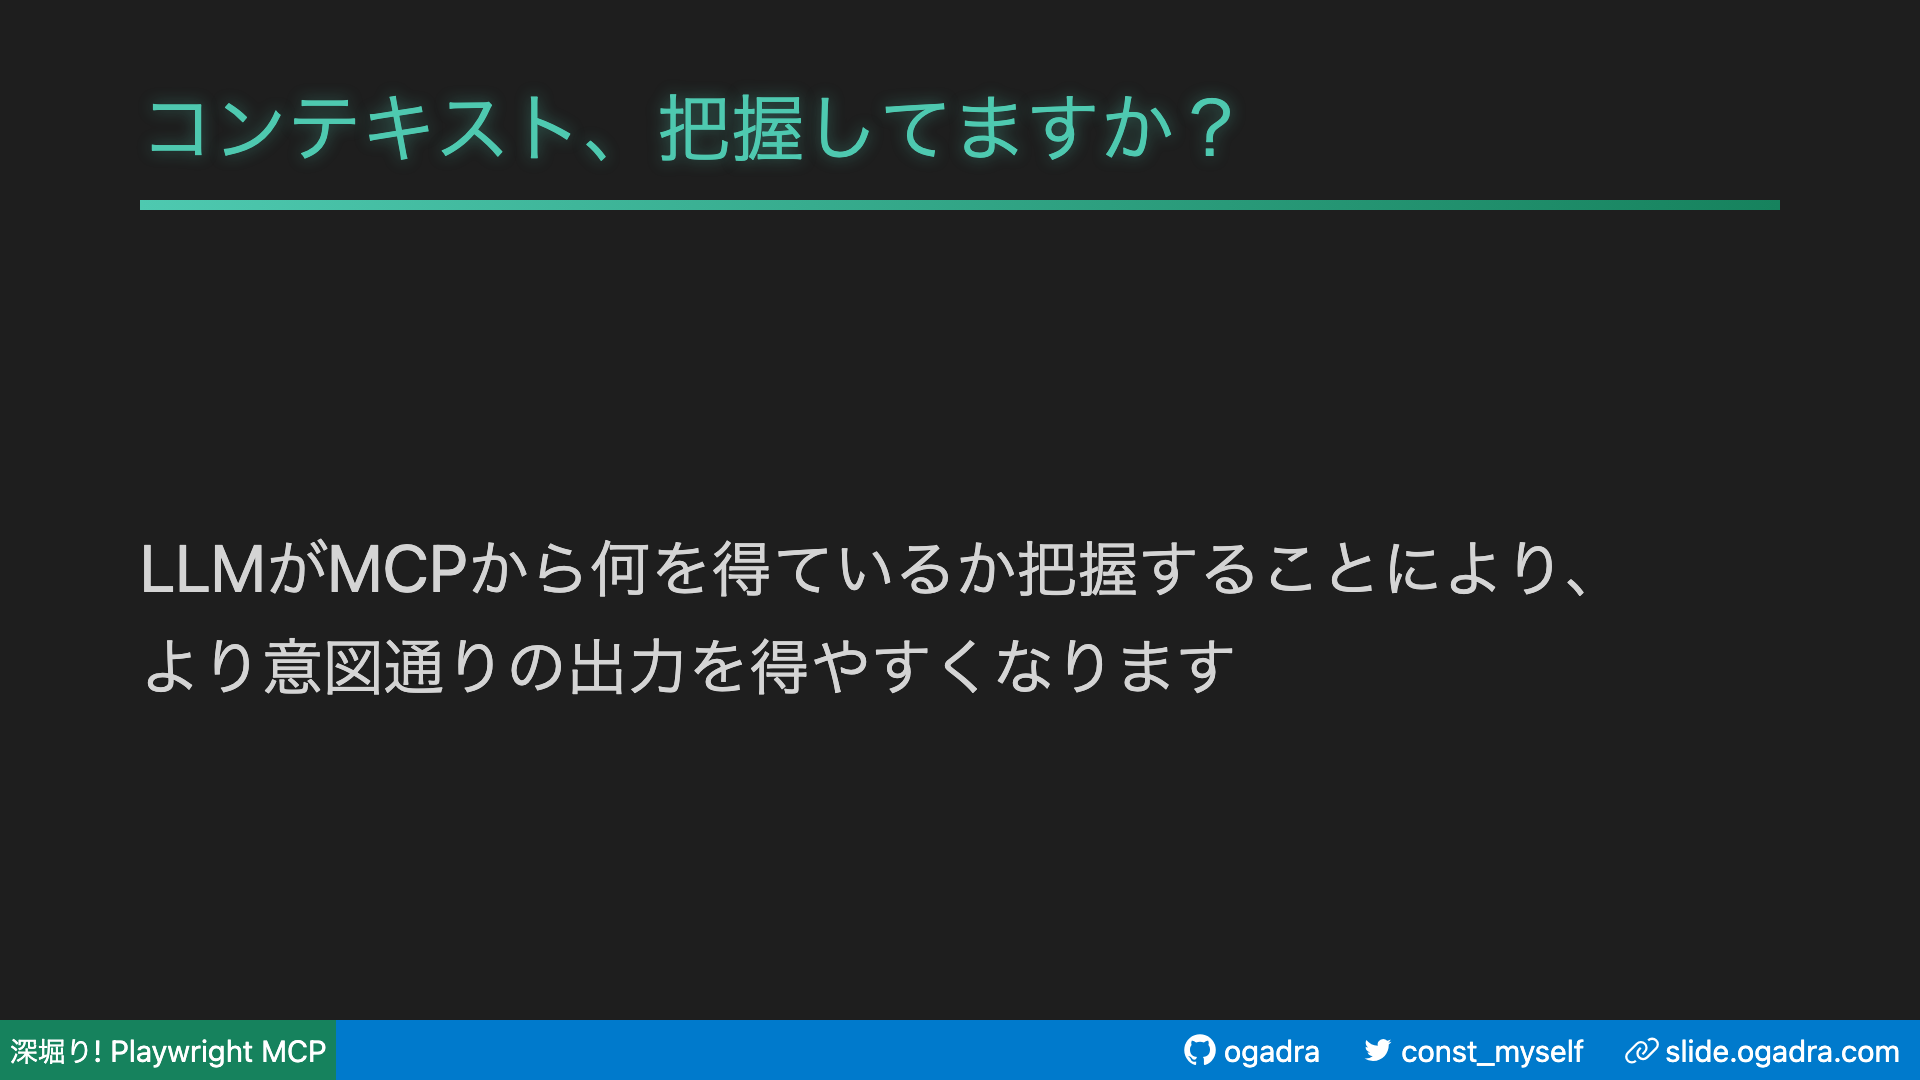 コンテキスト、把握してますか？
LLMがMCPから何を得ているか把握することにより、
より意図通りの出力を得やすくなります
深堀り! Playwright MCP
ogadra
const_myself
slide.ogadra.com